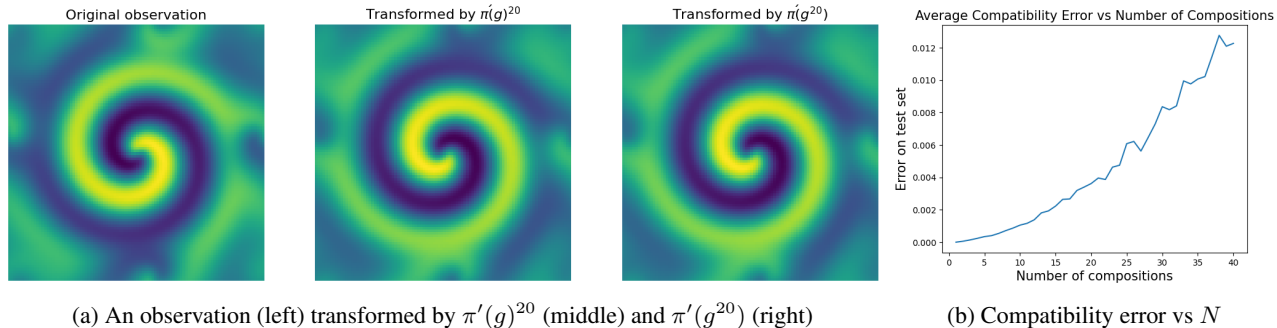 Original observation
Transformed by π́(g)²⁰
Transformed by π́(g²⁰)
Average Compatibility Error vs Number of Compositions
Error on test set
0.012
0.010
0.008
0.006
0.004
0.002
0.000
0 5 10 15 20 25 30 35 40
Number of compositions
(a) An observation (left) transformed by π′(g)²⁰ (middle) and π′(g²⁰) (right)
(b) Compatibility error vs N